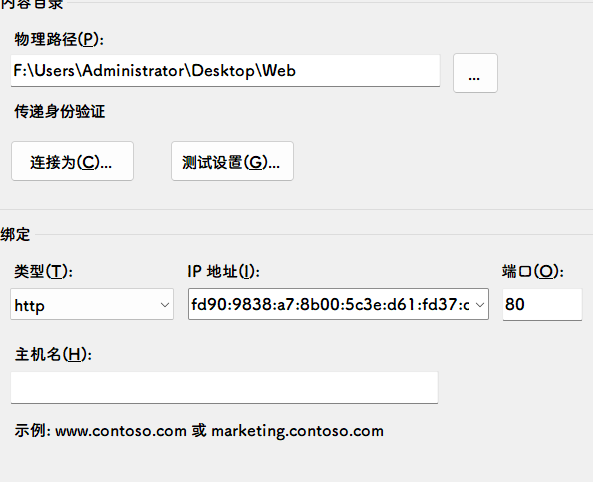 内容目录
物理路径(P):
F:\Users\Administrator\Desktop\Web
...
传递身份验证
连接为(C)... 测试设置(G)...
绑定
类型(T): IP 地址(I): 端口(O):
http fd90:9838:a7:8b00:5c3e:d61:fd37:c 80
主机名(H):
示例: www.contoso.com 或 marketing.contoso.com